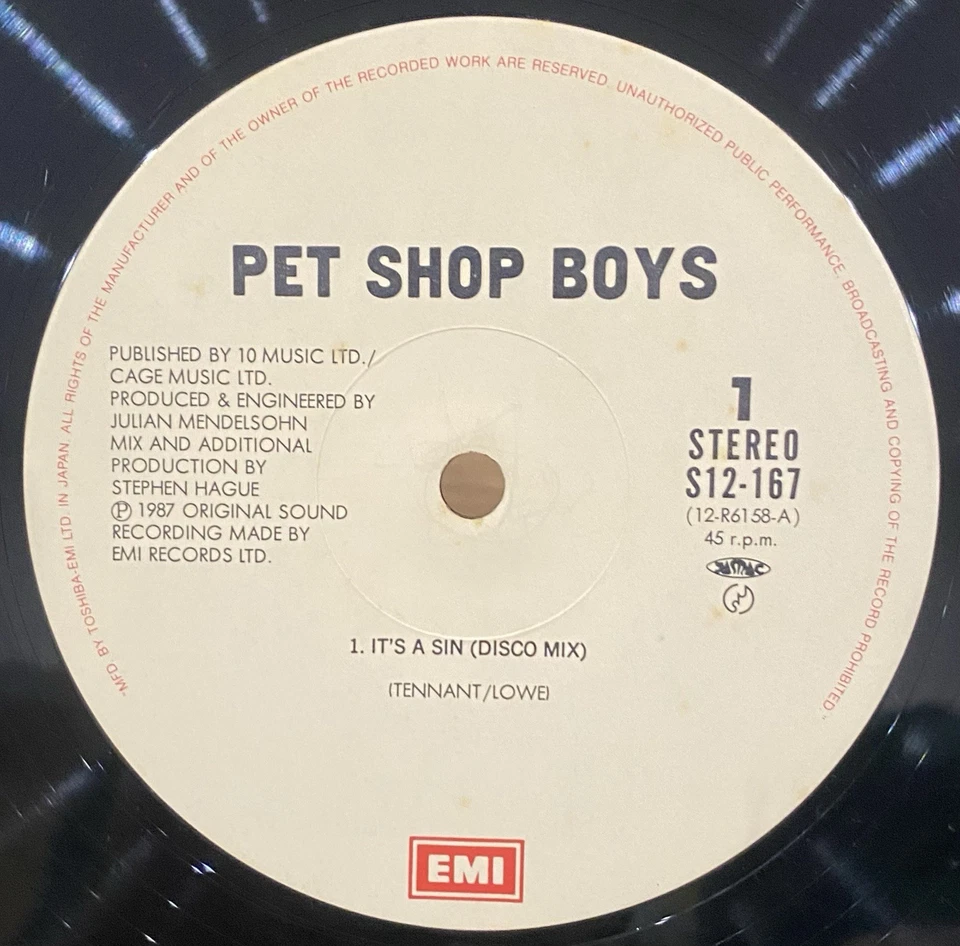 "MFD. BY TOSHIBA-EMI LTD. IN JAPAN. ALL RIGHTS OF THE MANUFACTURER AND OF THE OWNER OF THE RECORDED WORK ARE RESERVED. UNAUTHORIZED PUBLIC PERFORMANCE. BROADCASTING AND COPYING OF THE RECORD PROHIBITED."
PET SHOP BOYS
PUBLISHED BY 10 MUSIC LTD./
CAGE MUSIC LTD.
PRODUCED & ENGINEERED BY
JULIAN MENDELSOHN
MIX AND ADDITIONAL
PRODUCTION BY
STEPHEN HAGUE
℗ 1987 ORIGINAL SOUND
RECORDING MADE BY
EMI RECORDS LTD.
1
STEREO
S12-167
(12-R6158-A)
45 r.p.m.
JASRAC
1. IT'S A SIN (DISCO MIX)
(TENNANT/LOWE)
EMI